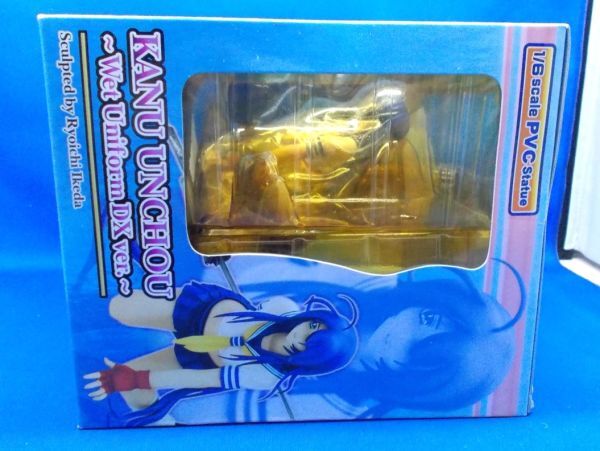 1/6 scale PVC Statue
KANU UNCHOU
~Wet Uniform DX ver.~
Sculpted by Ryoichi Ikeda